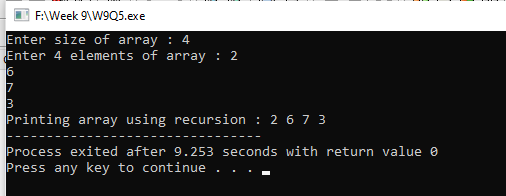 F:\Week 9\W9Q5.exe
Enter size of array : 4
Enter 4 elements of array : 2
6
7
3
Printing array using recursion : 2 6 7 3
--------------------------------
Process exited after 9.253 seconds with return value 0
Press any key to continue . . .